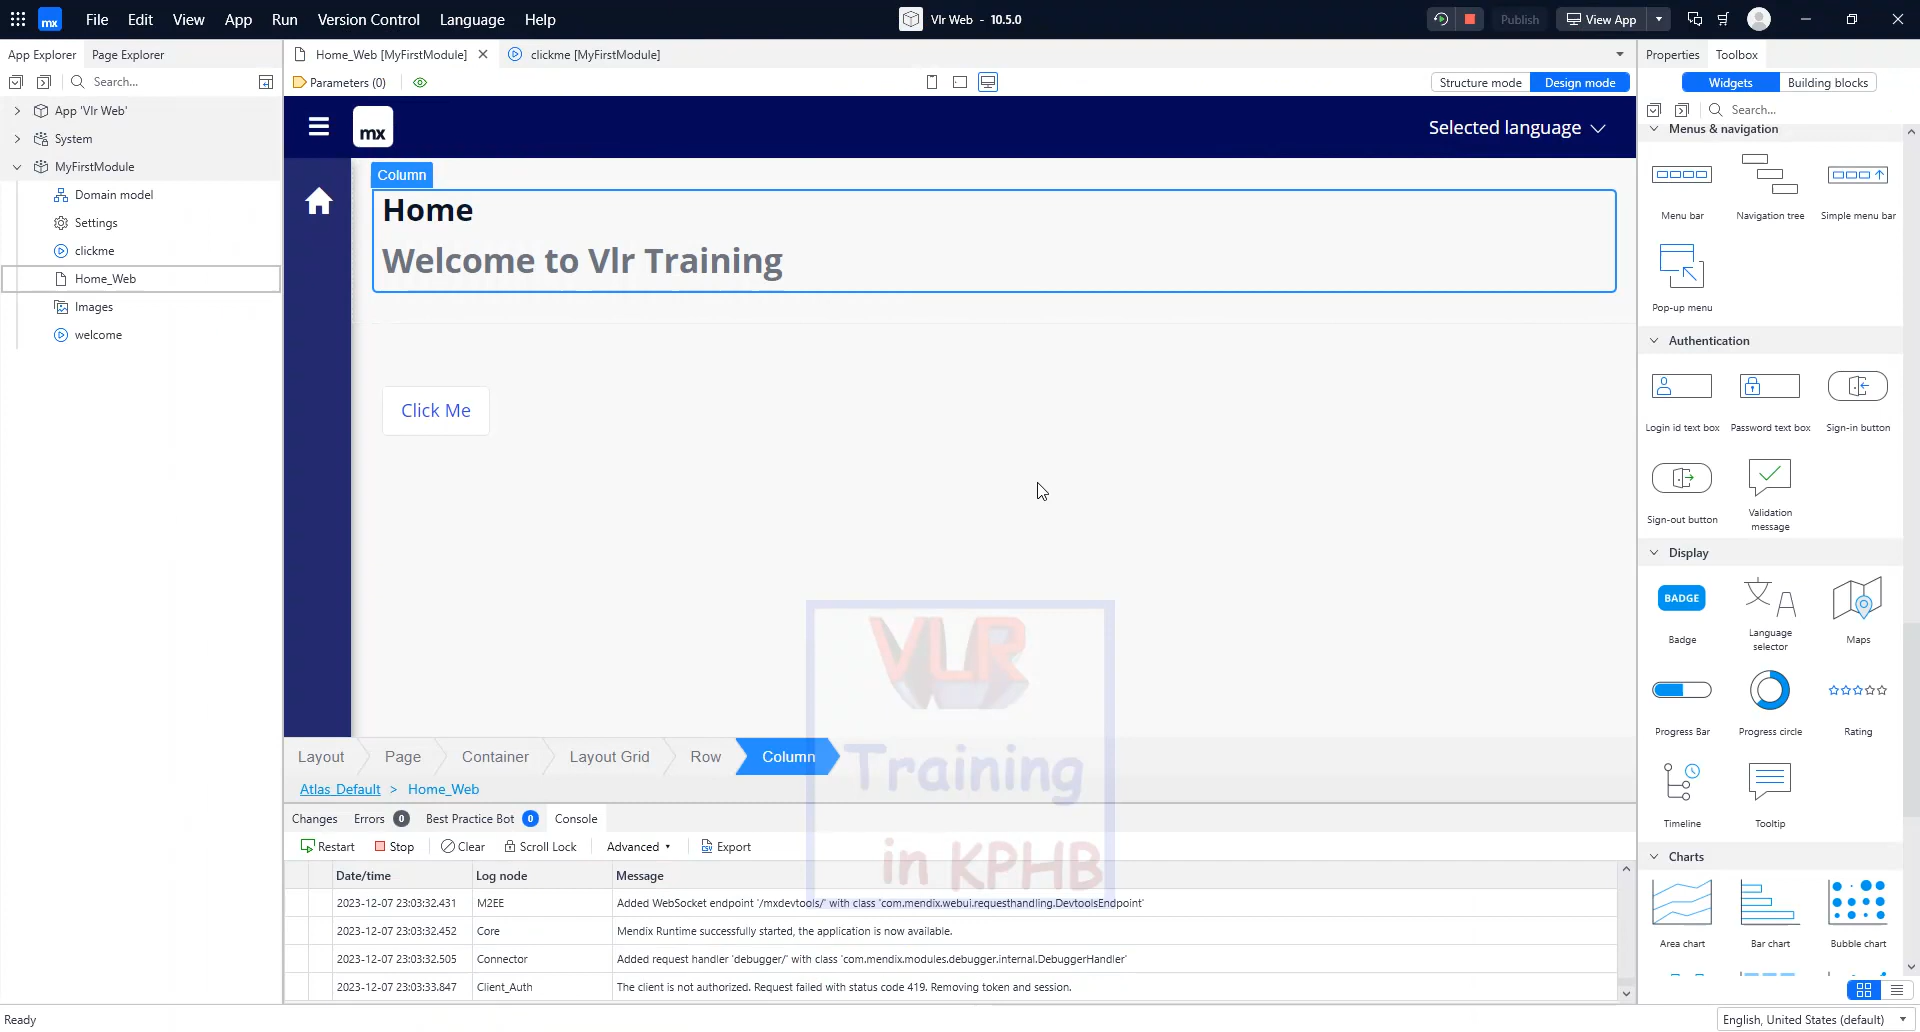 mx File Edit View App Run Version Control Language Help Vlr Web - 10.5.0 Publish View App
App Explorer Page Explorer
Search...
App 'Vlr Web'
System
MyFirstModule
Domain model
Settings
clickme
Home_Web
Images
welcome
Home_Web [MyFirstModule] clickme [MyFirstModule]
Parameters (0) Structure mode Design mode
mx Selected language
Column
Home
Welcome to Vlr Training
Click Me
VLR
Training
in KPHB
Layout Page Container Layout Grid Row Column
Atlas_Default > Home_Web
Changes Errors 0 Best Practice Bot 0 Console
Restart Stop Clear Scroll Lock Advanced Export
Date/time Log node Message
2023-12-07 23:03:32.431 M2EE Added WebSocket endpoint '/mxdevtools/' with class 'com.mendix.webui.requesthandling.DevtoolsEndpoint'
2023-12-07 23:03:32.452 Core Mendix Runtime successfully started, the application is now available.
2023-12-07 23:03:32.505 Connector Added request handler 'debugger/' with class 'com.mendix.modules.debugger.internal.DebuggerHandler'
2023-12-07 23:03:33.847 Client_Auth The client is not authorized. Request failed with status code 419. Removing token and session.
Properties Toolbox
Widgets Building blocks
Search...
Menus & navigation
Menu bar Navigation tree Simple menu bar
Pop-up menu
Authentication
Login id text box Password text box Sign-in button
Sign-out button Validation
message
Display
BADGE
Badge Language
selector Maps
Progress Bar Progress circle Rating
Timeline Tooltip
Charts
Area chart Bar chart Bubble chart
Ready English, United States (default)